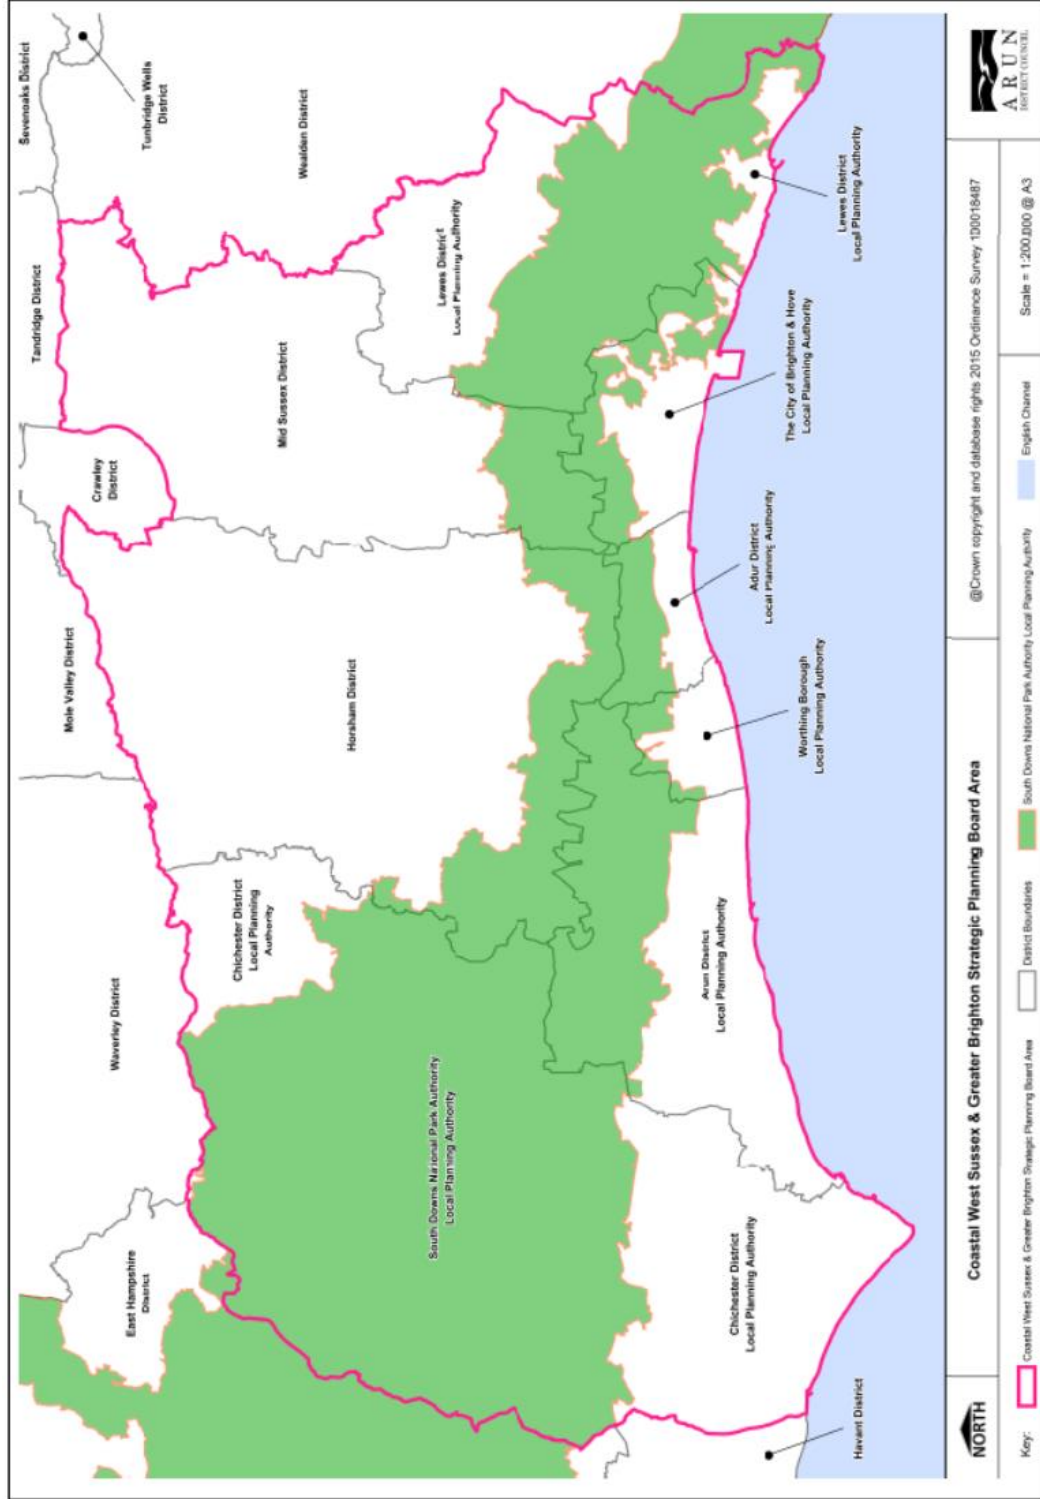 Sevenoaks District
Tunbridge Wells
District
Tandridge District
Wealden District
Crawley
District
Mole Valley District
Mid Sussex District
Lewes District
Local Planning Authority
Horsham District
Waverley District
Chichester District
Local Planning
Authority
East Hampshire
District
South Downs National Park Authority
Local Planning Authority
Chichester District
Local Planning Authority
Arun District
Local Planning Authority
Worthing Borough
Local Planning Authority
Adur District
Local Planning Authority
The City of Brighton & Hove
Local Planning Authority
Lewes District
Local Planning Authority
Havant District
NORTH
Coastal West Sussex & Greater Brighton Strategic Planning Board Area
@Crown copyright and database rights 2015 Ordinance Survey 100018487
ARUN
DISTRICT COUNCIL
Key:
Coastal West Sussex & Greater Brighton Strategic Planning Board Area
District Boundaries
South Downs National Park Authority Local Planning Authority
English Channel
Scale = 1:200,000 @ A3